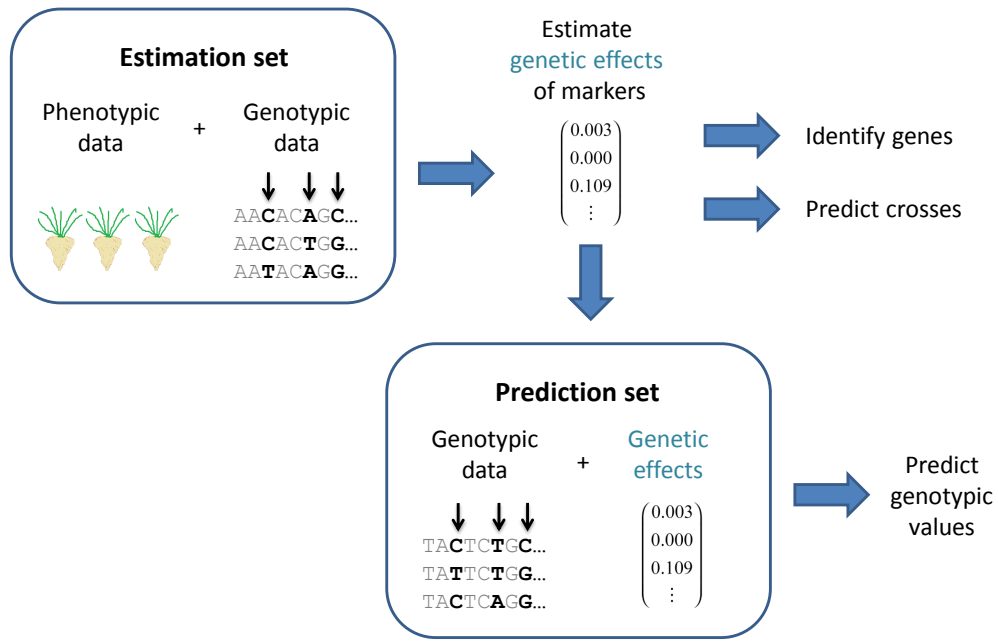 Estimation set
Phenotypic
data
+
Genotypic
data
AACACAGC...
AACACTGG...
AATACAGG...
Estimate
genetic effects
of markers
0.003
0.000
0.109
⋮
Identify genes
Predict crosses
Prediction set
Genotypic
data
+
Genetic
effects
TACTCTGC...
TATTCTGG...
TACTCAGG...
0.003
0.000
0.109
⋮
Predict
genotypic
values